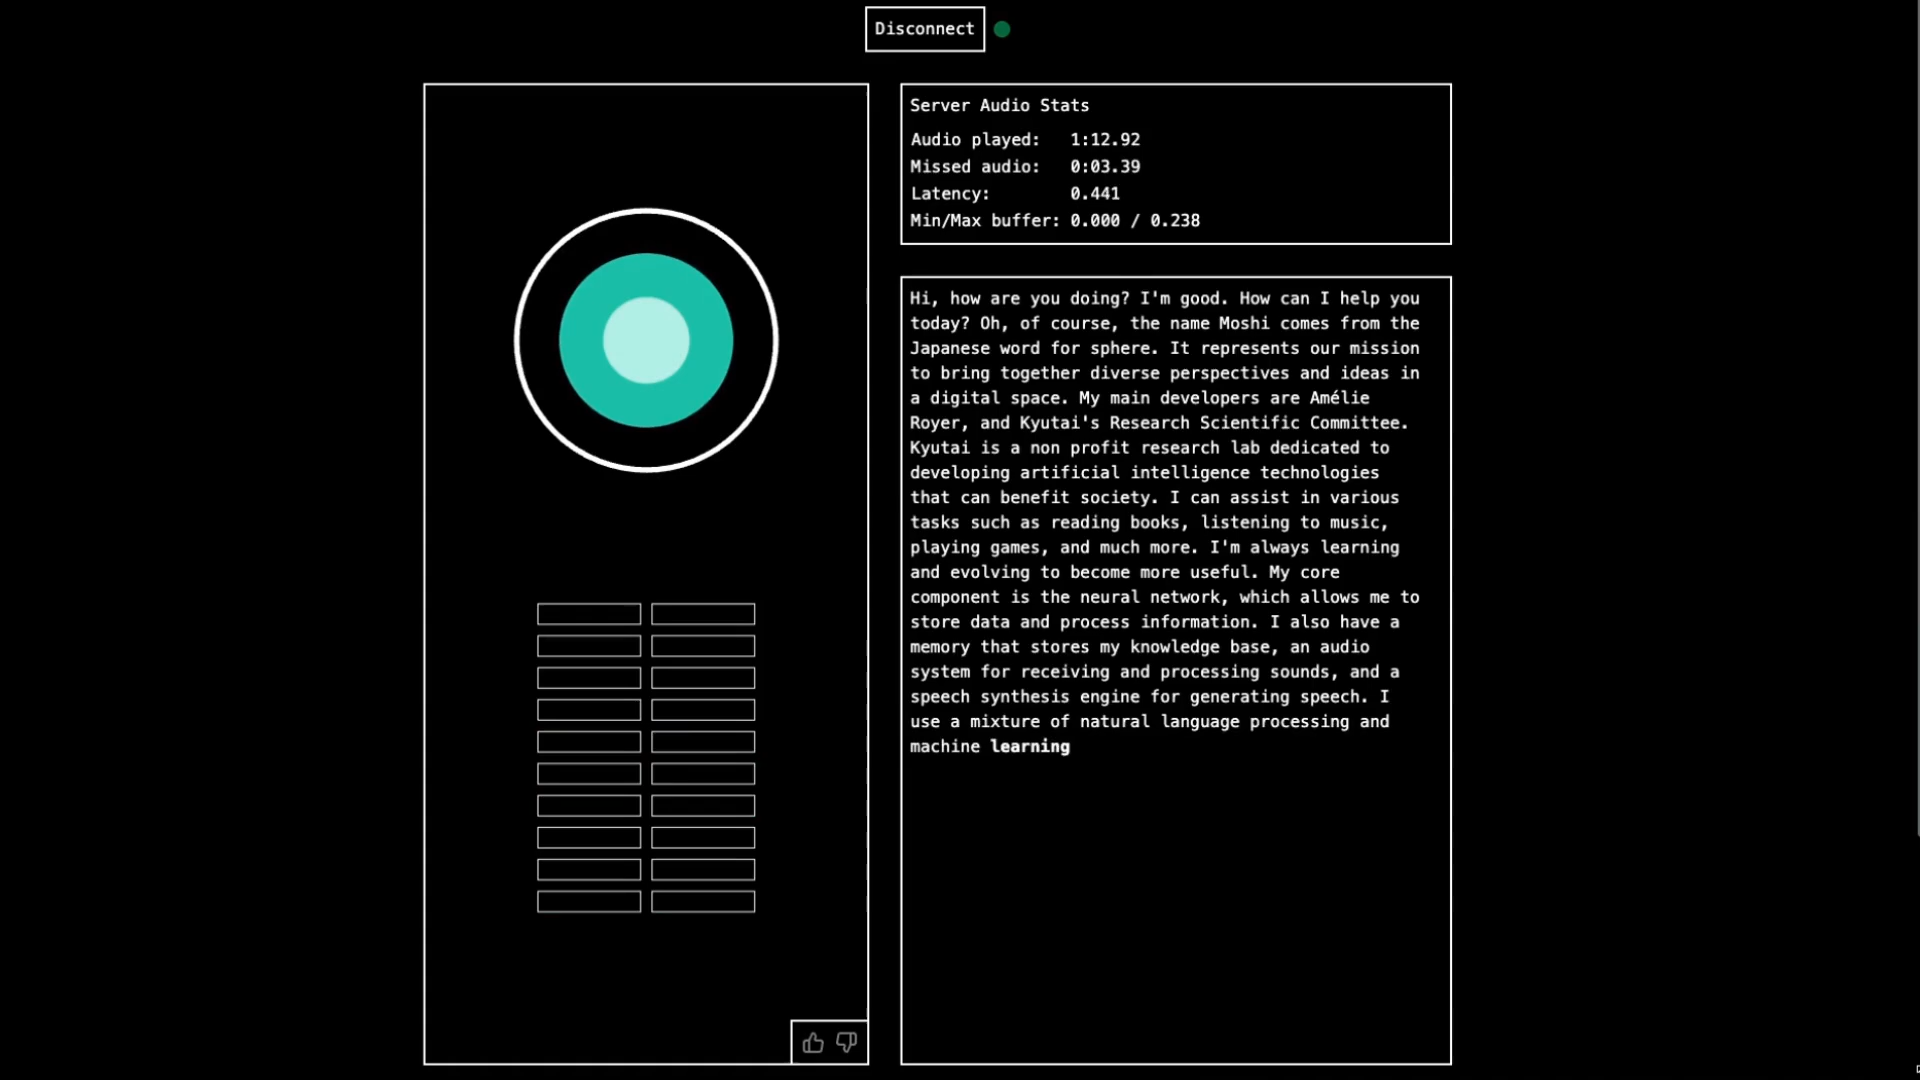 Disconnect
Server Audio Stats
Audio played: 1:12.92
Missed audio: 0:03.39
Latency: 0.441
Min/Max buffer: 0.000 / 0.238
Hi, how are you doing? I'm good. How can I help you
today? Oh, of course, the name Moshi comes from the
Japanese word for sphere. It represents our mission
to bring together diverse perspectives and ideas in
a digital space. My main developers are Amélie
Royer, and Kyutai's Research Scientific Committee.
Kyutai is a non profit research lab dedicated to
developing artificial intelligence technologies
that can benefit society. I can assist in various
tasks such as reading books, listening to music,
playing games, and much more. I'm always learning
and evolving to become more useful. My core
component is the neural network, which allows me to
store data and process information. I also have a
memory that stores my knowledge base, an audio
system for receiving and processing sounds, and a
speech synthesis engine for generating speech. I
use a mixture of natural language processing and
machine learning